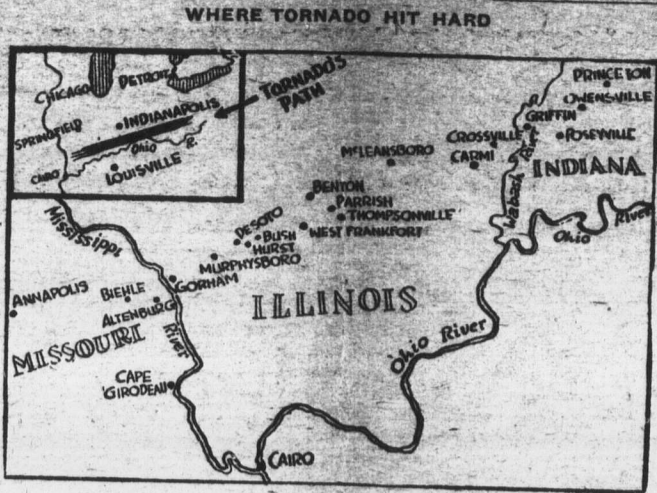 WHERE TORNADO HIT HARD
CHICAGO
DETROIT
TORNADO'S
PATH
INDIANAPOLIS
SPRINGFIELD
Ohio R.
CAIRO
LOUISVILLE
PRINCETON
OWENSVILLE
GRIFFIN
POSEYVILLE
CROSSVILLE
CARMI
McLEANSBORO
INDIANA
Wabash River
Ohio River
BENTON
PARRISH
THOMPSONVILLE
WEST FRANKFORT
DESOTO
BUSH
HURST
MURPHYSBORO
GORHAM
Mississippi
River
ANNAPOLIS
BIEHLE
ALTENBURG
ILLINOIS
MISSOURI
Ohio River
CAPE
GIRODEAU
CAIRO